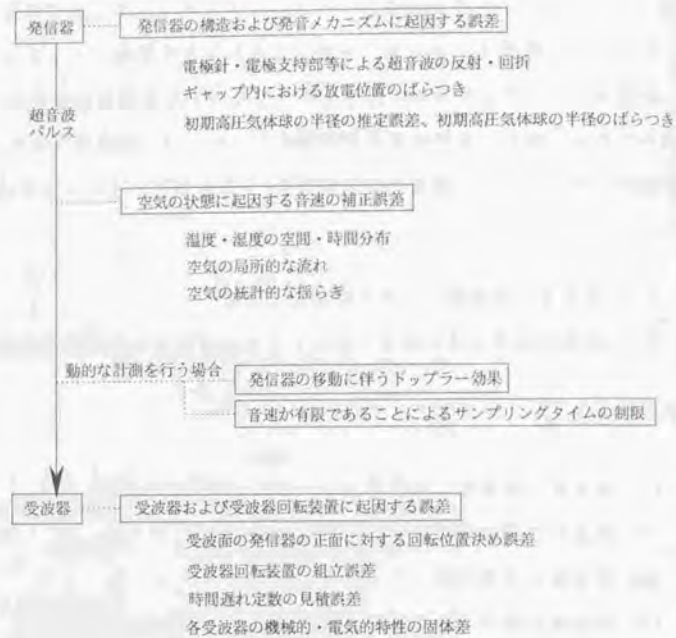 発信器
発信器の構造および発音メカニズムに起因する誤差
電極針・電極支持部等による超音波の反射・回折
ギャップ内における放電位置のばらつき
初期高圧気体球の半径の推定誤差、初期高圧気体球の半径のばらつき
超音波
パルス
空気の状態に起因する音速の補正誤差
温度・湿度の空間・時間分布
空気の局所的な流れ
空気の統計的な揺らぎ
動的な計測を行う場合
発信器の移動に伴うドップラー効果
音速が有限であることによるサンプリングタイムの制限
受波器
受波器および受波器回転装置に起因する誤差
受波面の発信器の正面に対する回転位置決め誤差
受波器回転装置の組立誤差
時間遅れ定数の見積誤差
各受波器の機械的・電気的特性の固体差